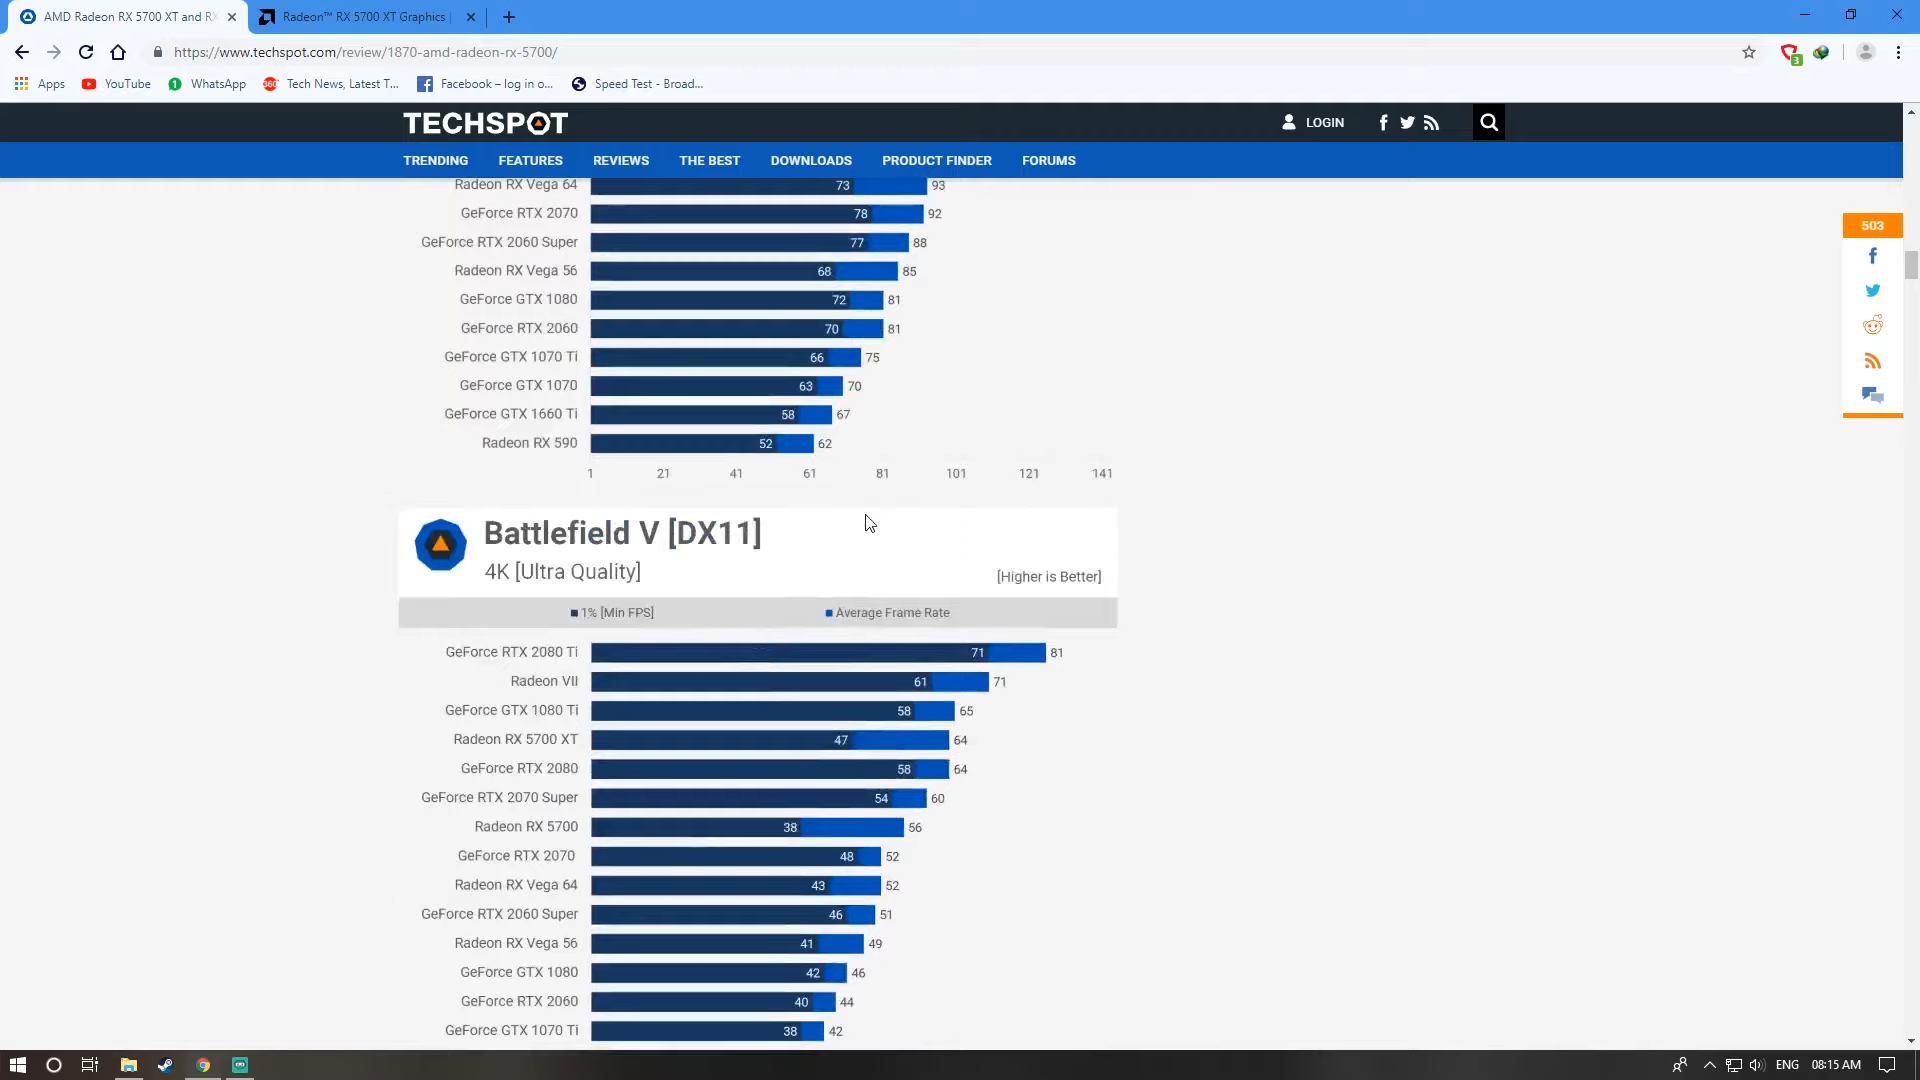 AMD Radeon RX 5700 XT and RX
Radeon™ RX 5700 XT Graphics |
https://www.techspot.com/review/1870-amd-radeon-rx-5700/
3
Apps
YouTube
1
WhatsApp
360
Tech News, Latest T...
Facebook – log in o...
Speed Test - Broad...
TECHSPOT
LOGIN
TRENDING FEATURES REVIEWS THE BEST DOWNLOADS PRODUCT FINDER FORUMS
503
Radeon RX Vega 64 73 93
GeForce RTX 2070 78 92
GeForce RTX 2060 Super 77 88
Radeon RX Vega 56 68 85
GeForce GTX 1080 72 81
GeForce RTX 2060 70 81
GeForce GTX 1070 Ti 66 75
GeForce GTX 1070 63 70
GeForce GTX 1660 Ti 58 67
Radeon RX 590 52 62
1 21 41 61 81 101 121 141
Battlefield V [DX11]
4K [Ultra Quality]
[Higher is Better]
1% [Min FPS] Average Frame Rate
GeForce RTX 2080 Ti 71 81
Radeon VII 61 71
GeForce GTX 1080 Ti 58 65
Radeon RX 5700 XT 47 64
GeForce RTX 2080 58 64
GeForce RTX 2070 Super 54 60
Radeon RX 5700 38 56
GeForce RTX 2070 48 52
Radeon RX Vega 64 43 52
GeForce RTX 2060 Super 46 51
Radeon RX Vega 56 41 49
GeForce GTX 1080 42 46
GeForce RTX 2060 40 44
GeForce GTX 1070 Ti 38 42
ENG
08:15 AM